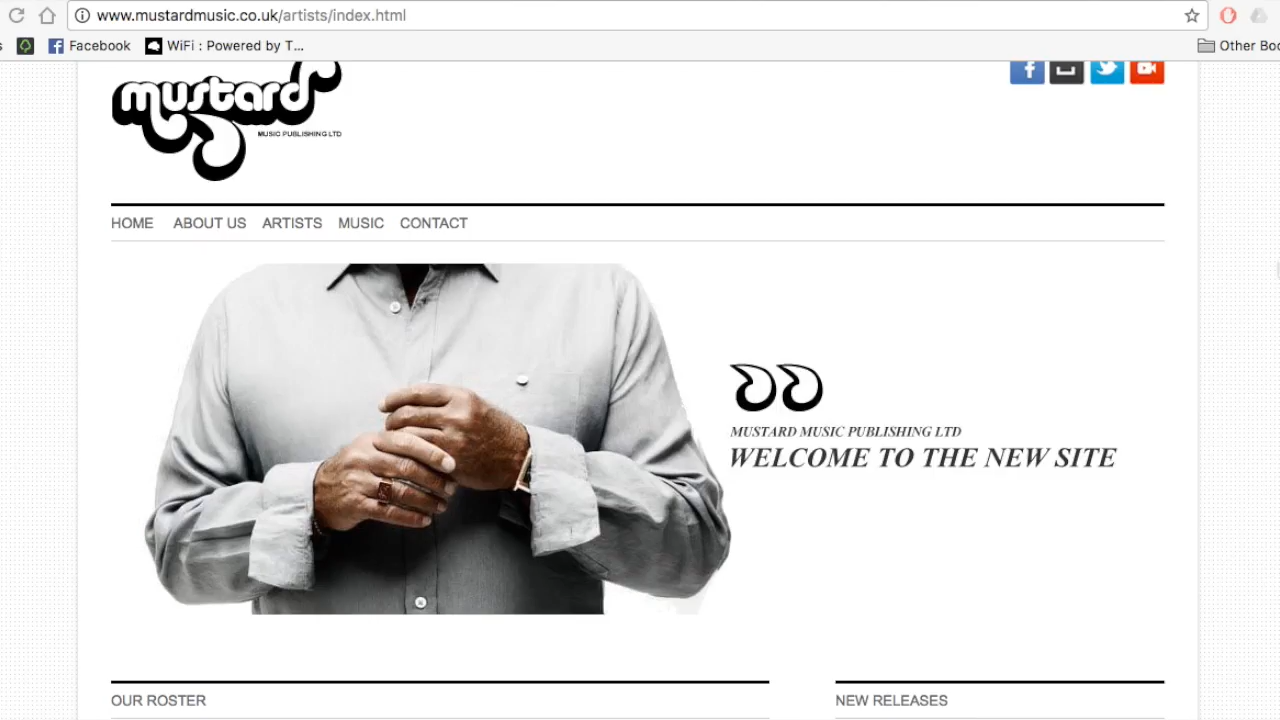 www.mustardmusic.co.uk/artists/index.html
Facebook
WiFi : Powered by T...
Other
mustard
MUSIC PUBLISHING LTD
HOME ABOUT US ARTISTS MUSIC CONTACT
MUSTARD MUSIC PUBLISHING LTD
WELCOME TO THE NEW SITE
OUR ROSTER
NEW RELEASES